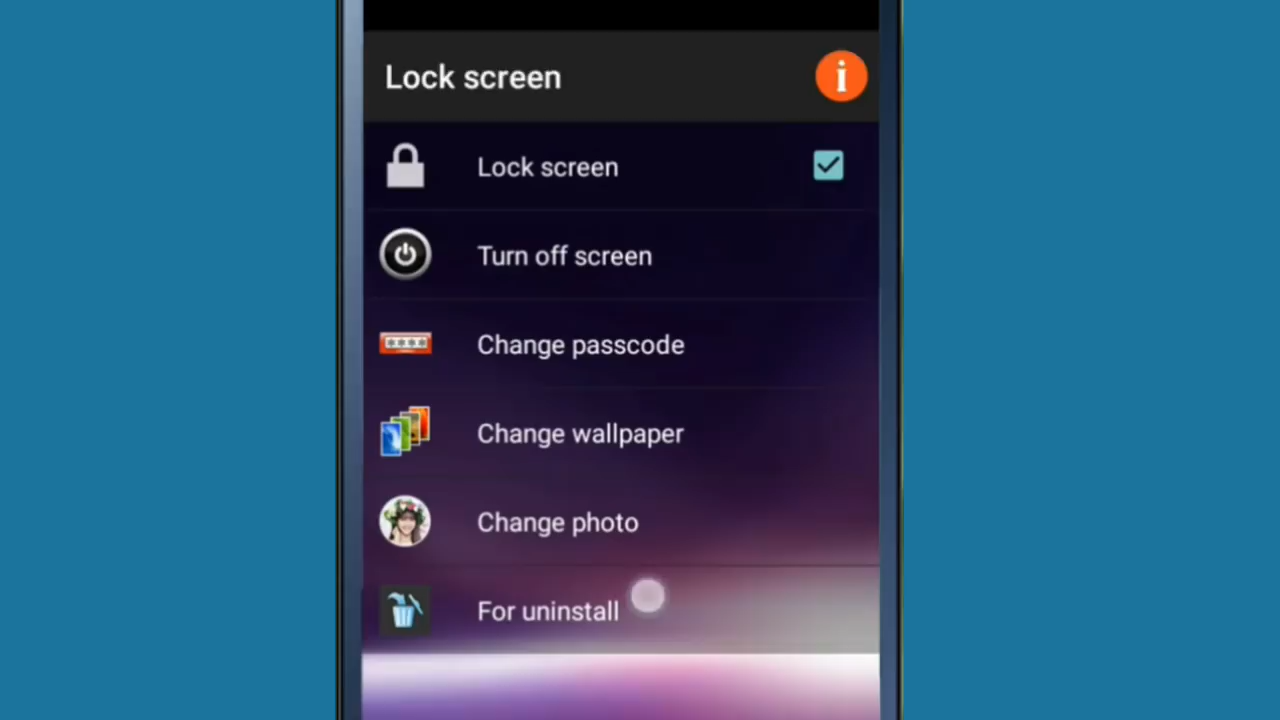 Lock screen
Lock screen
Turn off screen
Change passcode
Change wallpaper
Change photo
For uninstall